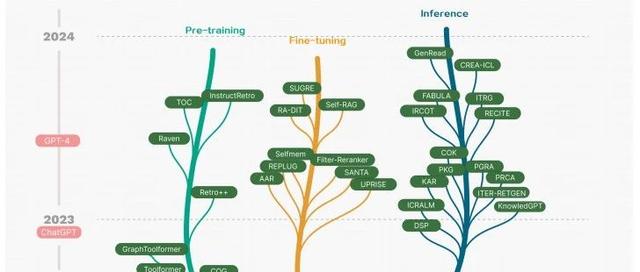 Inference
Pre-training
Fine-tuning
2024
GenRead
CREA-ICL
SUGRE
InstructRetro
TOC
FABULA
ITRG
Self-RAG
RA-DIT
IRCOT
RECITE
Raven
GPT-4
COK
Selfmem
Filter-Reranker
REPLUG
PGRA
PKG
SANTA
AAR
PRCA
KAR
UPRISE
Retro++
ITER-RETGEN
ICRALM
KnowledGPT
2023
DSP
ChatGPT
GraphToolformer
Toolformer
COG